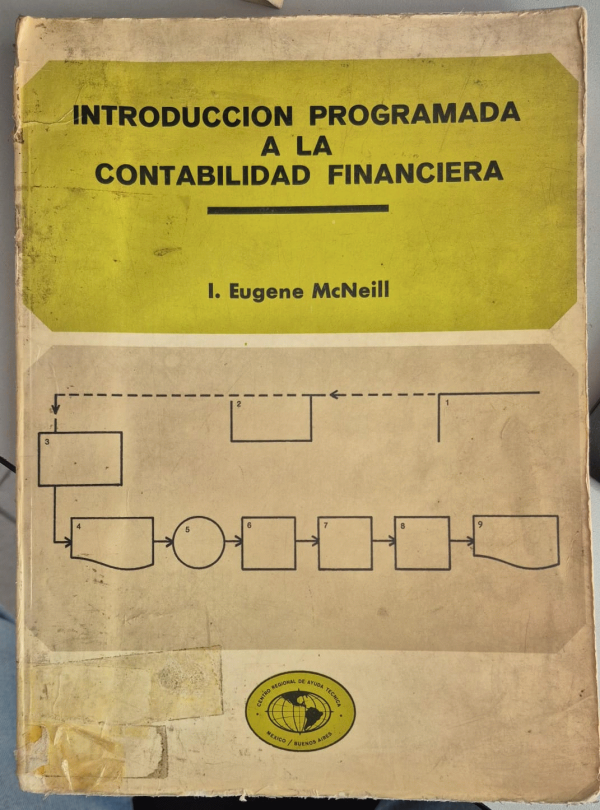 INTRODUCCION PROGRAMADA
A LA
CONTABILIDAD FINANCIERA
I. Eugene McNeill
2
1
3
4
5
6
7
8
9
CENTRO REGIONAL DE AYUDA TECNICA
MEXICO / BUENOS AIRES